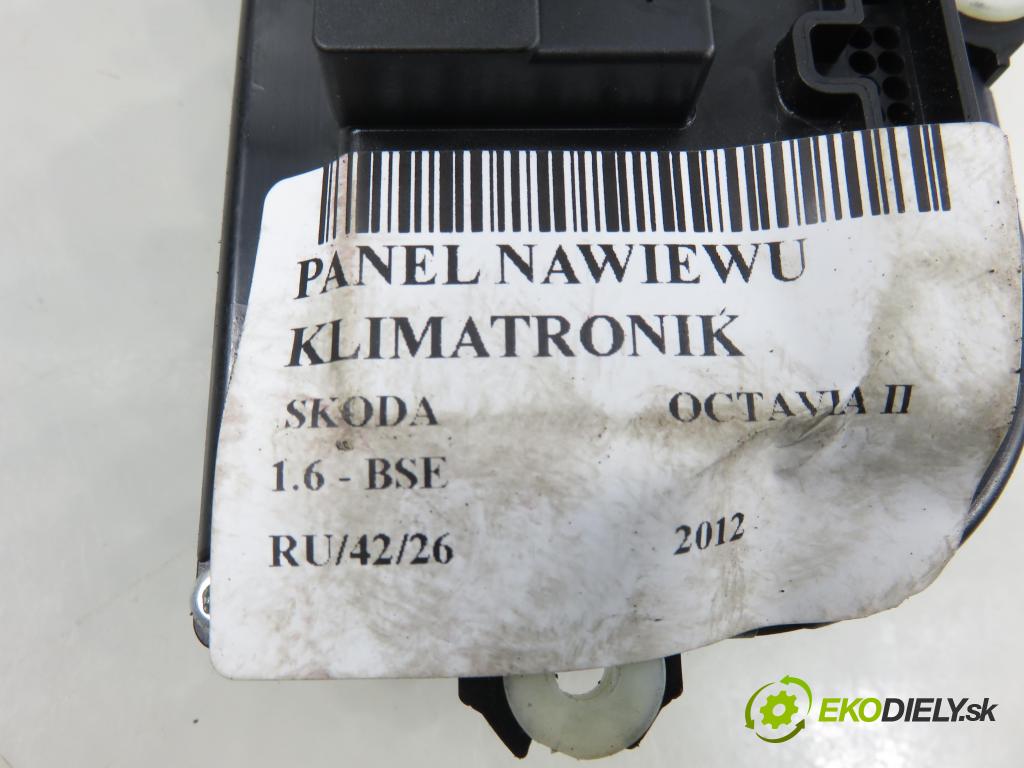 PANEL NAWIEWU
KLIMATRONIK
SKODA OCTAVIA II
1.6 - BSE
RU/42/26 2012
EKODIELY.sk